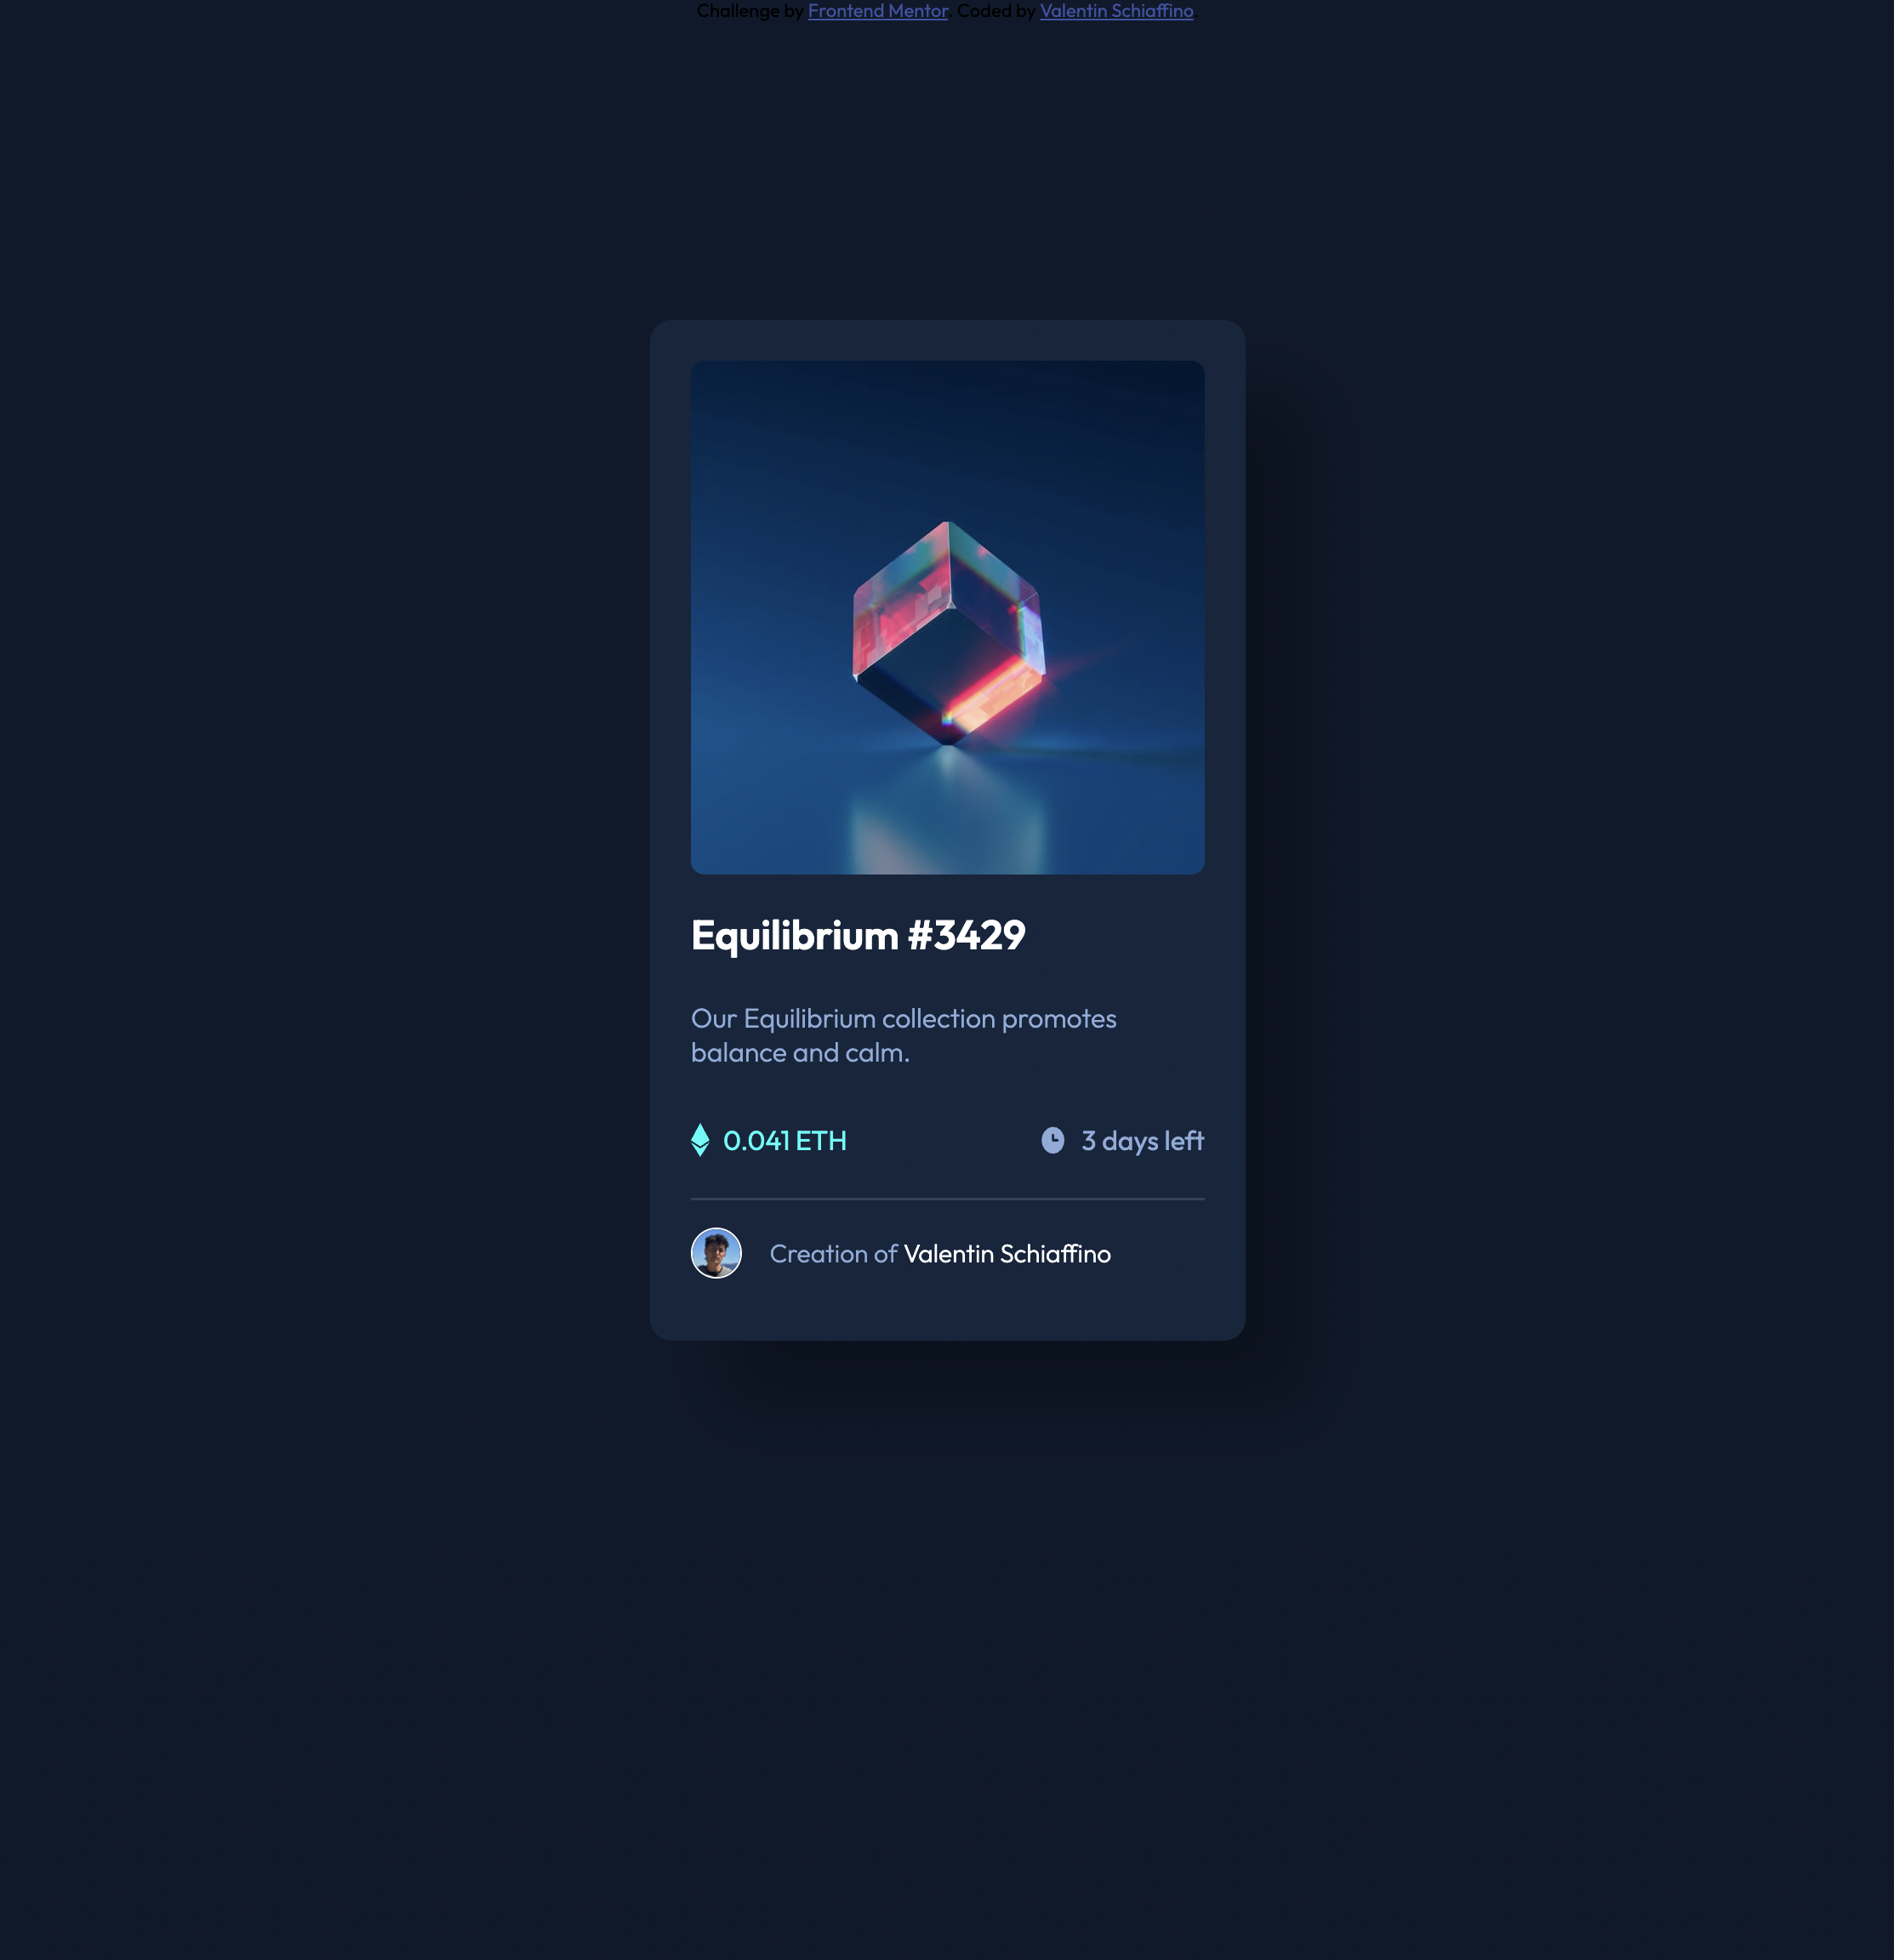 Challenge by Frontend Mentor. Coded by Valentin Schiaffino.
Equilibrium #3429
Our Equilibrium collection promotes
balance and calm.
0.041 ETH
3 days left
Creation of Valentin Schiaffino